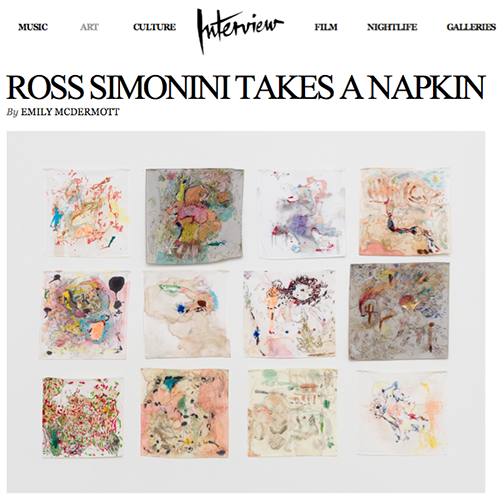 MUSIC ART CULTURE Interview FILM NIGHTLIFE GALLERIES
ROSS SIMONINI TAKES A NAPKIN
By EMILY MCDERMOTT